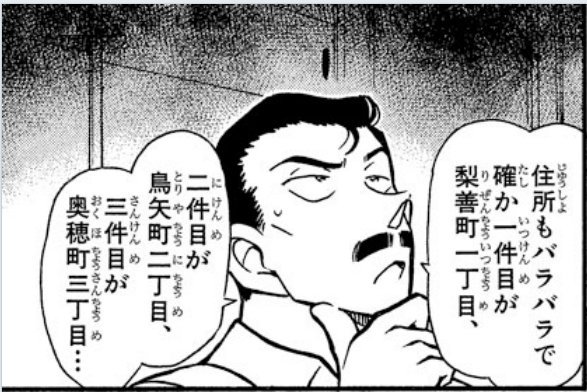 住所もバラバラで
確か一件目が
梨善町一丁目、
二件目が
鳥矢町二丁目、
三件目が
奥穂町三丁目…